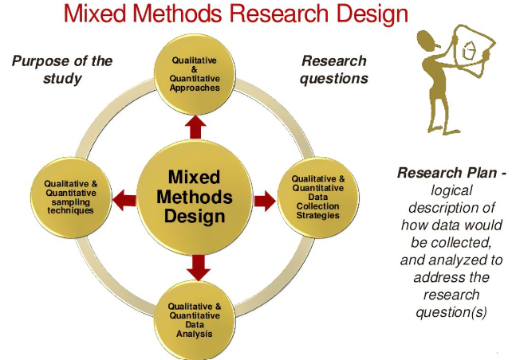 Mixed Methods Research Design
Purpose of the
study
Qualitative
&
Quantitative
Approaches
Research
questions
Qualitative &
Quantitative
sampling
techniques
Mixed
Methods
Design
Qualitative &
Quantitative
Data
Collection
Strategies
Qualitative &
Quantitative
Data
Analysis
Research Plan -
logical
description of
how data would
be collected,
and analyzed to
address the
research
question(s)